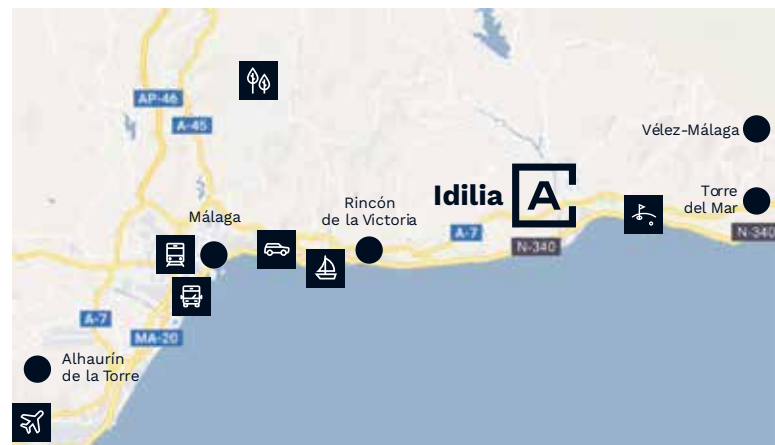 AP-46
A-45
Vélez-Málaga
Idilia
A
Torre
del Mar
Rincón
de la Victoria
Málaga
A-7
N-340
N-340
A-7
MA-20
Alhaurín
de la Torre